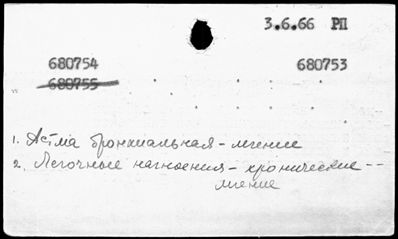 3.6.66 РП
680754 680753
680755
1. Астма бронхиальная - лечение
2. Легочные нагноения - хронические --
лечение